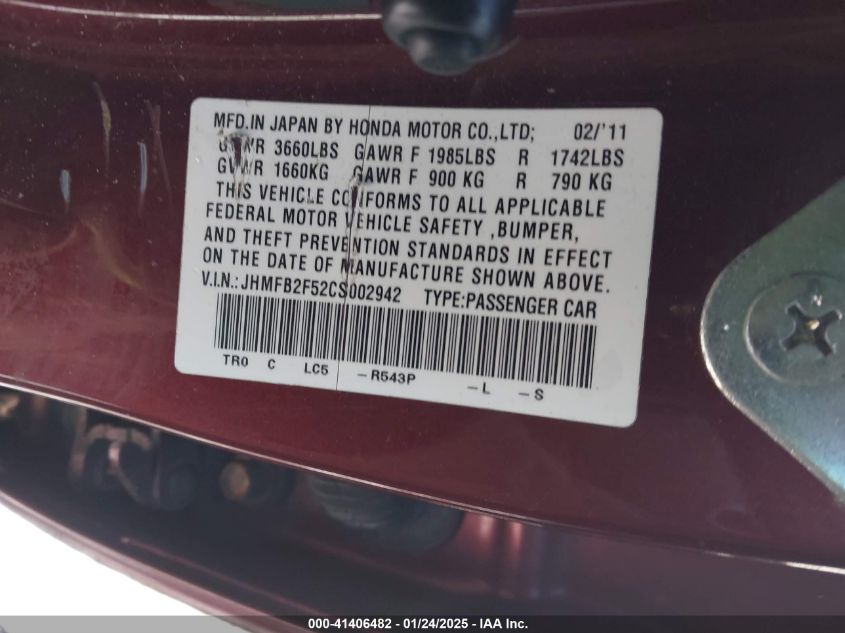 MFD.IN JAPAN BY HONDA MOTOR CO.,LTD; 02/'11
GVWR 3660LBS GAWR F 1985LBS R 1742LBS
GVWR 1660KG GAWR F 900 KG R 790 KG
THIS VEHICLE CONFORMS TO ALL APPLICABLE
FEDERAL MOTOR VEHICLE SAFETY ,BUMPER,
AND THEFT PREVENTION STANDARDS IN EFFECT
ON THE DATE OF MANUFACTURE SHOWN ABOVE.
V.I.N.: JHMFB2F52CS002942 TYPE:PASSENGER CAR
TR0 C LC5 -R543P -L -S
000-41406482 - 01/24/2025 - IAA Inc.